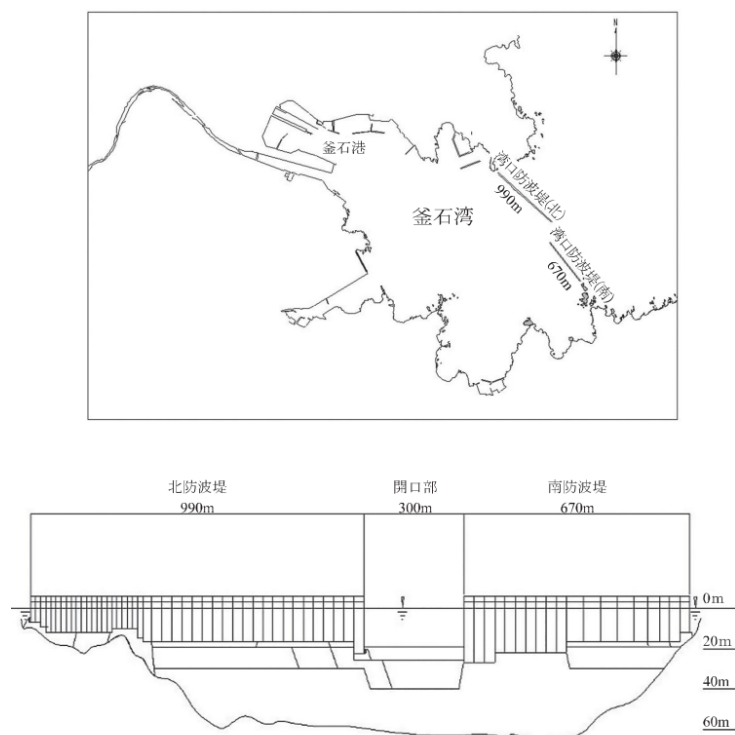 N
釜石港
釜石湾
湾口防波堤(北)
990m
湾口防波堤(南)
670m
北防波堤
990m
開口部
300m
南防波堤
670m
0m
20m
40m
60m